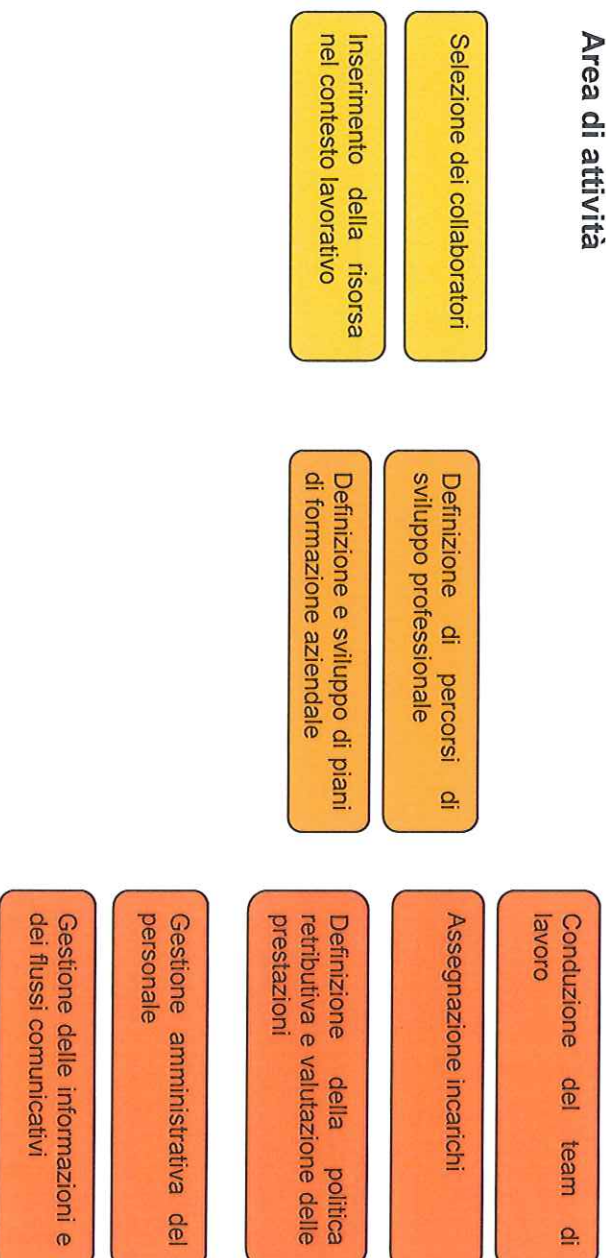 Area di attività
Selezione dei collaboratori
Inserimento della risorsa
nel contesto lavorativo
Definizione di percorsi di
sviluppo professionale
Definizione e sviluppo di piani
di formazione aziendale
Conduzione del team di
lavoro
Assegnazione incarichi
Definizione della politica
retributiva e valutazione delle
prestazioni
Gestione amministrativa del
personale
Gestione delle informazioni e
dei flussi comunicativi